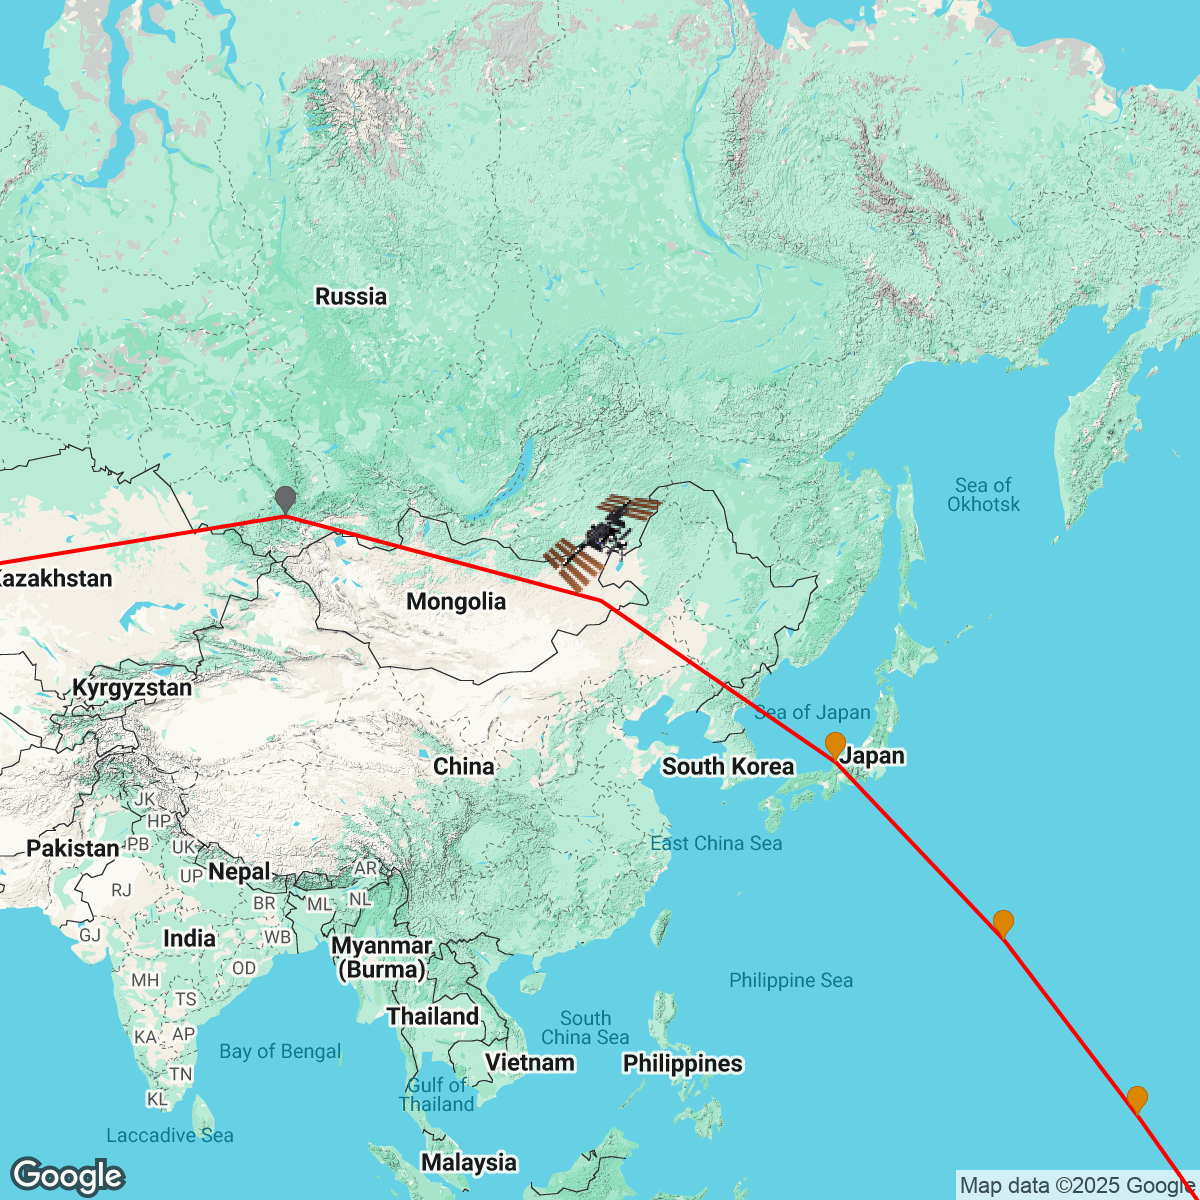 Russia
Sea of
Okhotsk
Kazakhstan
Mongolia
Kyrgyzstan
Sea of Japan
Japan
China
South Korea
JK
HP
Pakistan
PB
UK
East China Sea
UP
Nepal
AR
RJ
BR
ML
NL
GJ
India
WB
Myanmar
(Burma)
OD
MH
Philippine Sea
TS
Thailand
South
China Sea
KA
AP
Bay of Bengal
Vietnam
Philippines
TN
KL
Gulf of
Thailand
Laccadive Sea
Malaysia
Google
Map data ©2025 Google